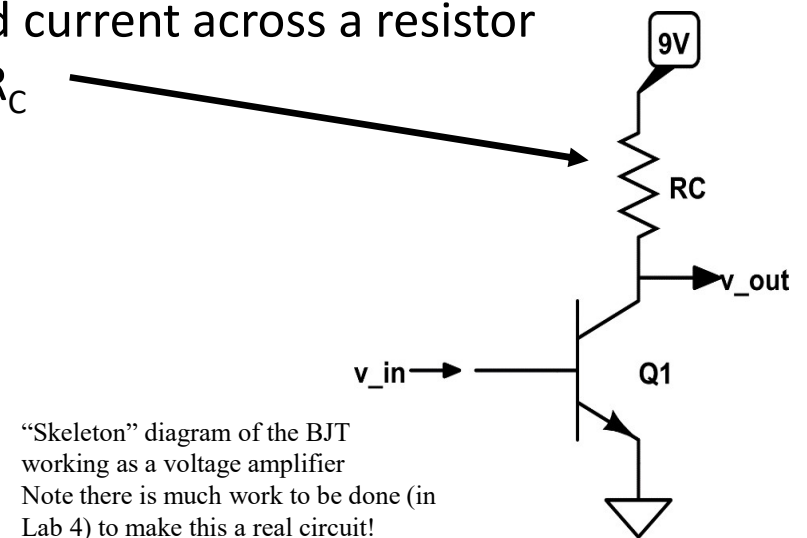 current across a resistor
9V
RC
v_out
v_in
Q1
“Skeleton” diagram of the BJT
working as a voltage amplifier
Note there is much work to be done (in
Lab 4) to make this a real circuit!